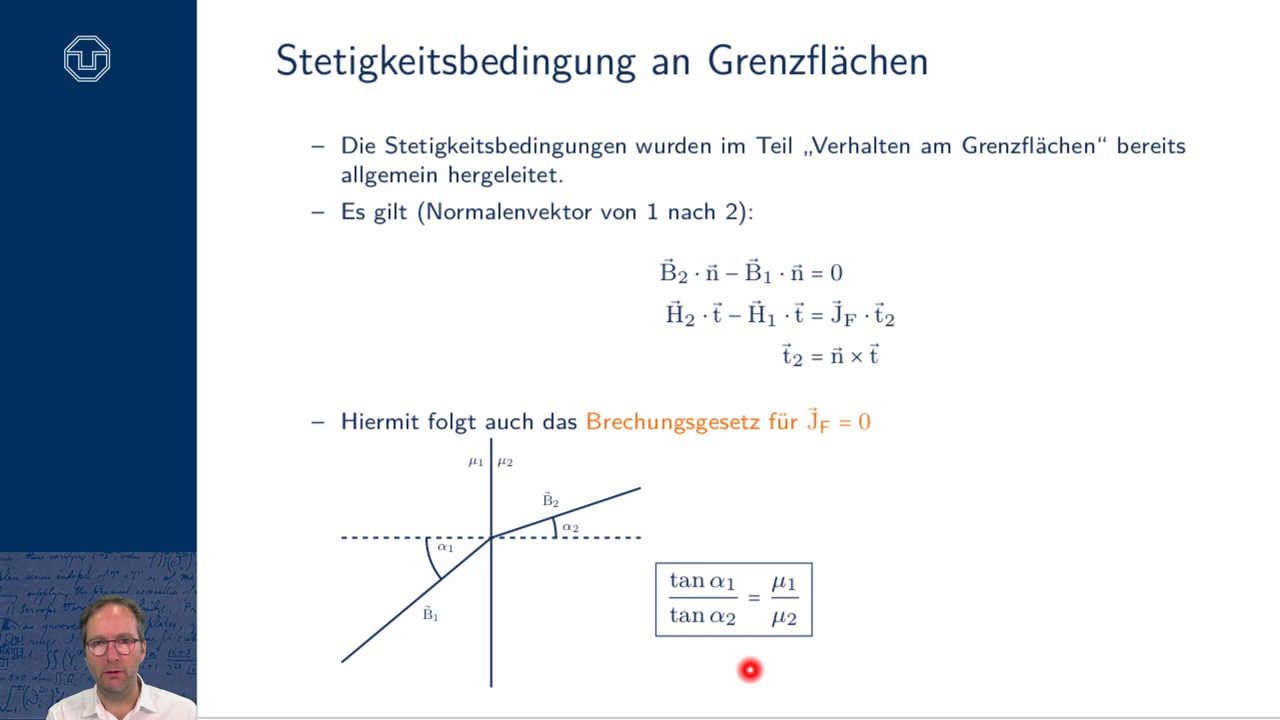 Stetigkeitsbedingung an Grenzflächen
– Die Stetigkeitsbedingungen wurden im Teil „Verhalten am Grenzflächen“ bereits
allgemein hergeleitet.
– Es gilt (Normalenvektor von 1 nach 2):
B⃗₂ · n⃗ – B⃗₁ · n⃗ = 0
H⃗₂ · t⃗ – H⃗₁ · t⃗ = J⃗_F · t⃗₂
t⃗₂ = n⃗ × t⃗
– Hiermit folgt auch das Brechungsgesetz für J⃗_F = 0
μ₁ μ₂
B⃗₂
α₂
α₁
B⃗₁
tan α₁ / tan α₂ = μ₁ / μ₂